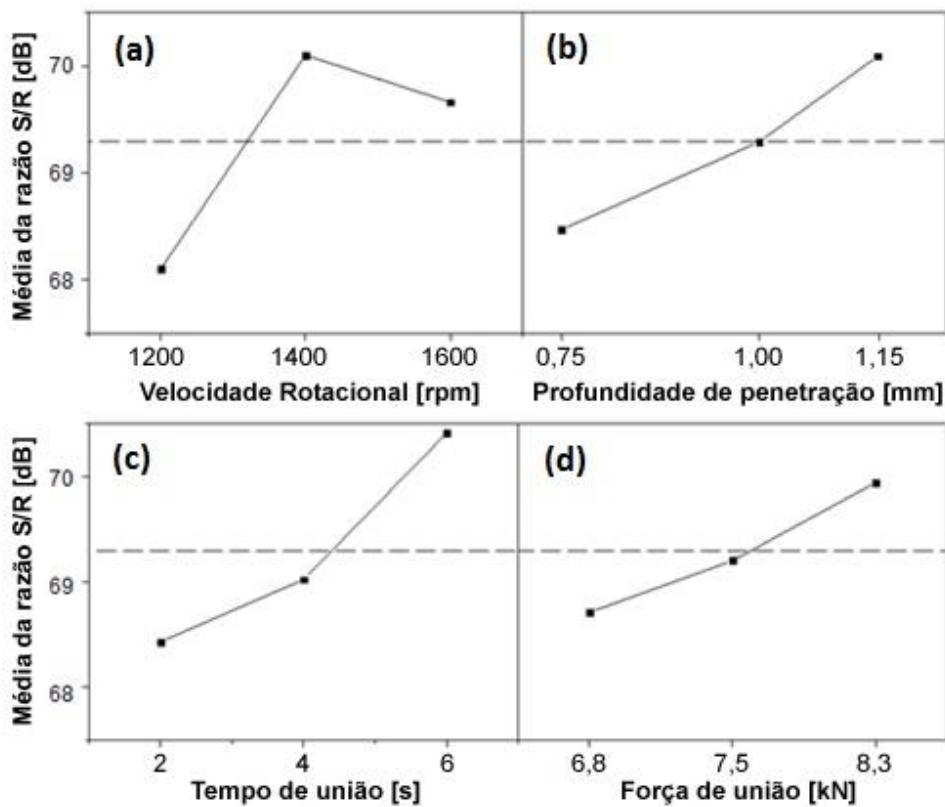 (a)
(b)
Média da razão S/R [dB]
70
69
68
1200 1400 1600
0,75 1,00 1,15
Velocidade Rotacional [rpm]
Profundidade de penetração [mm]
(c)
(d)
Média da razão S/R [dB]
70
69
68
2 4 6
6,8 7,5 8,3
Tempo de união [s]
Força de união [kN]